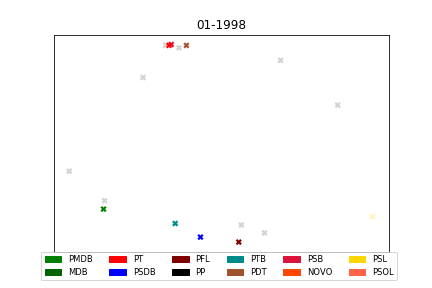 01-1998
PMDB PT PFL PTB PSB PSL
MDB PSDB PP PDT NOVO PSOL